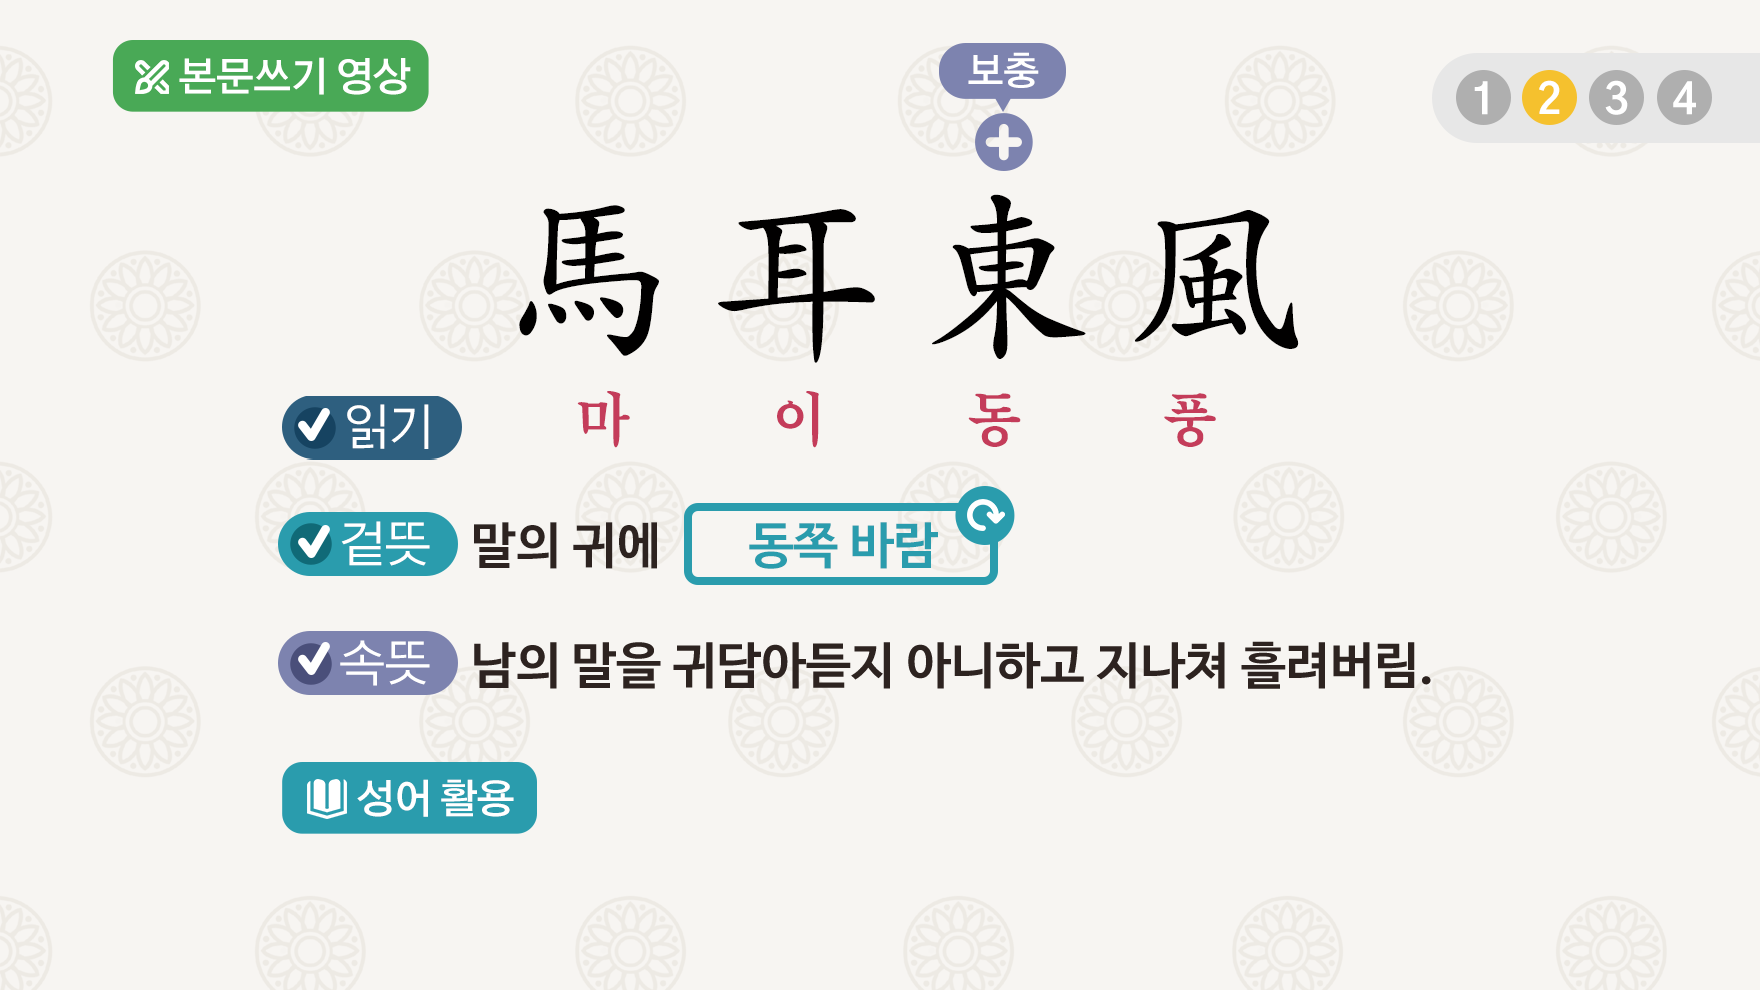 본문쓰기 영상
보충
1 2 3 4
馬耳東風
읽기 마 이 동 풍
겉뜻 말의 귀에 동쪽 바람
속뜻 남의 말을 귀담아듣지 아니하고 지나쳐 흘려버림.
성어 활용